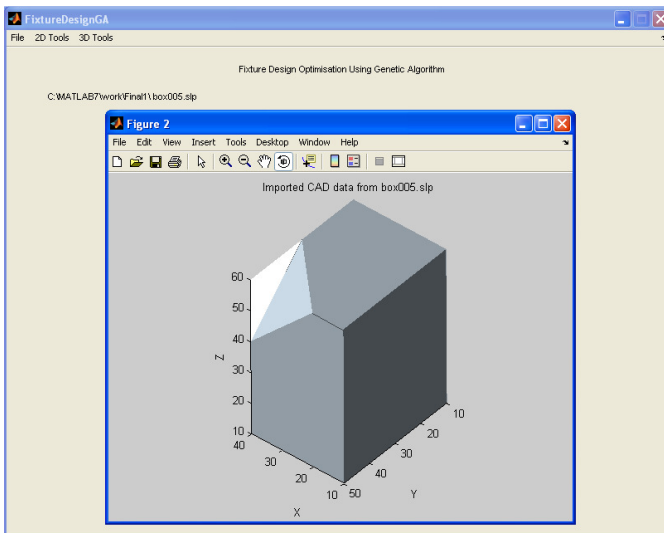 FixtureDesignGA
File 2D Tools 3D Tools
Fixture Design Optimisation Using Genetic Algorithm
C:\MATLAB7\work\Final1\box005.slp
Figure 2
File Edit View Insert Tools Desktop Window Help
Imported CAD data from box005.slp
60
50
40
30
20
10
Z
40
30
20
10
X
50
40
30
20
10
Y